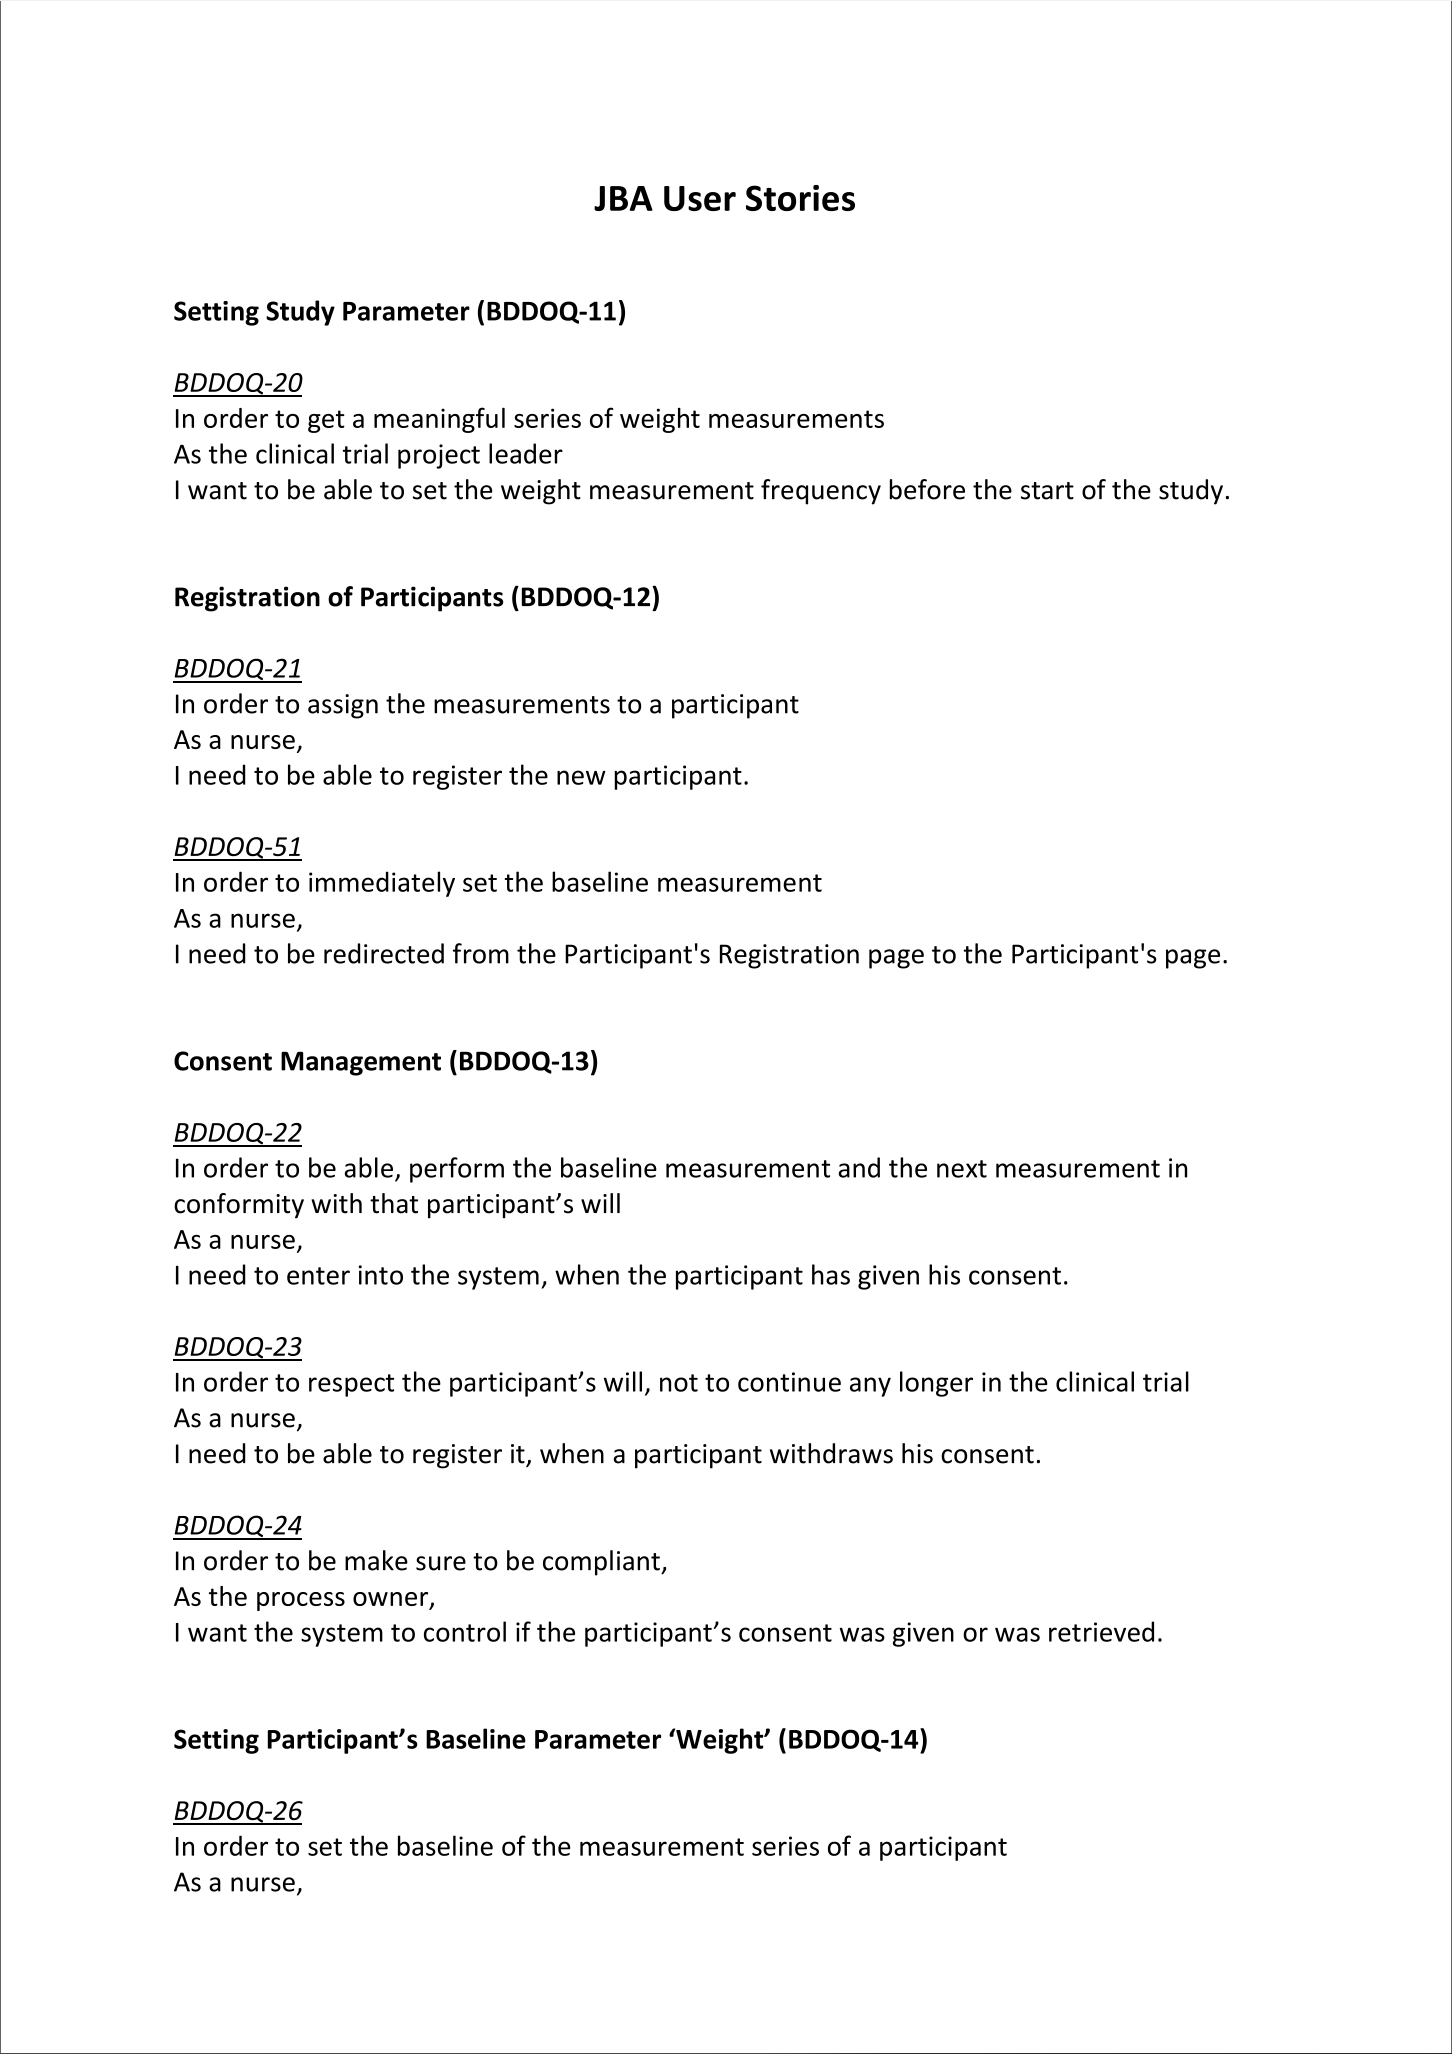 JBA User Stories
Setting Study Parameter (BDDOQ-11)
BDDOQ-20
In order to get a meaningful series of weight measurements
As the clinical trial project leader
I want to be able to set the weight measurement frequency before the start of the study.
Registration of Participants (BDDOQ-12)
BDDOQ-21
In order to assign the measurements to a participant
As a nurse,
I need to be able to register the new participant.
BDDOQ-51
In order to immediately set the baseline measurement
As a nurse,
I need to be redirected from the Participant's Registration page to the Participant's page.
Consent Management (BDDOQ-13)
BDDOQ-22
In order to be able, perform the baseline measurement and the next measurement in
conformity with that participant’s will
As a nurse,
I need to enter into the system, when the participant has given his consent.
BDDOQ-23
In order to respect the participant’s will, not to continue any longer in the clinical trial
As a nurse,
I need to be able to register it, when a participant withdraws his consent.
BDDOQ-24
In order to be make sure to be compliant,
As the process owner,
I want the system to control if the participant’s consent was given or was retrieved.
Setting Participant’s Baseline Parameter ‘Weight’ (BDDOQ-14)
BDDOQ-26
In order to set the baseline of the measurement series of a participant
As a nurse,